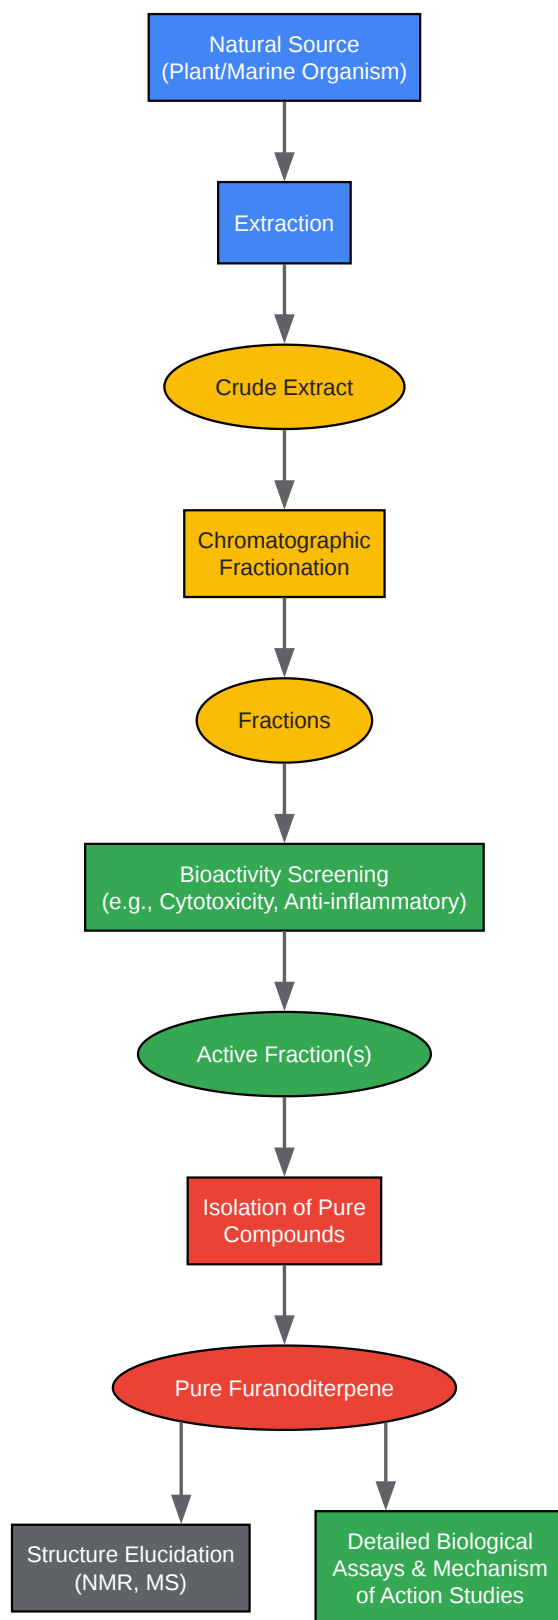 Natural Source
(Plant/Marine Organism)
Extraction
Crude Extract
Chromatographic
Fractionation
Fractions
Bioactivity Screening
(e.g., Cytotoxicity, Anti-inflammatory)
Active Fraction(s)
Isolation of Pure
Compounds
Pure Furanoditerpene
Structure Elucidation
(NMR, MS)
Detailed Biological
Assays & Mechanism
of Action Studies